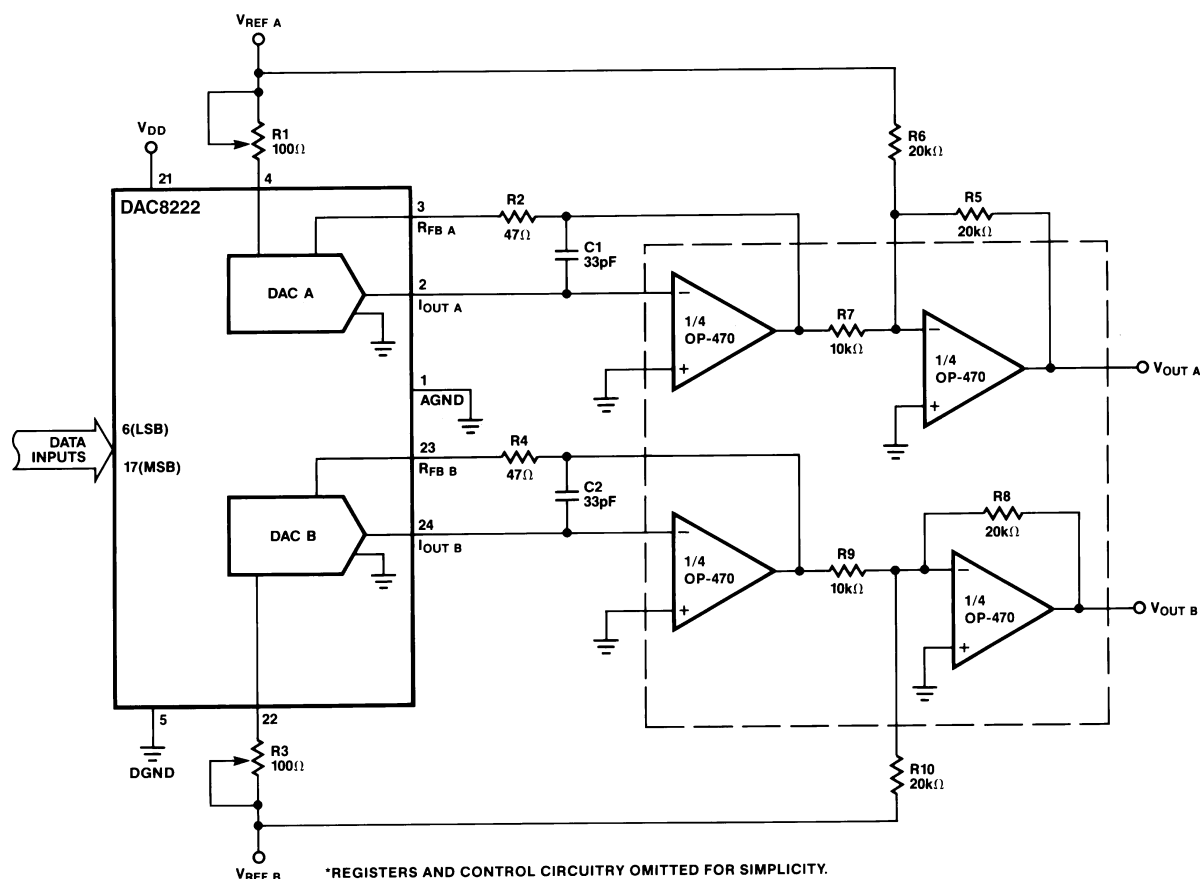 VREF A
VDD
R1
100Ω
R6
20kΩ
21
4
DAC8222
3
RFB A
R2
47Ω
R5
20kΩ
C1
33pF
DAC A
2
IOUT A
1/4
OP-470
−
+
R7
10kΩ
1/4
OP-470
−
+
VOUT A
1
AGND
DATA
INPUTS
6(LSB)
17(MSB)
23
RFB B
R4
47Ω
C2
33pF
DAC B
24
IOUT B
1/4
OP-470
−
+
R9
10kΩ
R8
20kΩ
1/4
OP-470
−
+
VOUT B
5
DGND
22
R3
100Ω
R10
20kΩ
VREF B
*REGISTERS AND CONTROL CIRCUITRY OMITTED FOR SIMPLICITY.